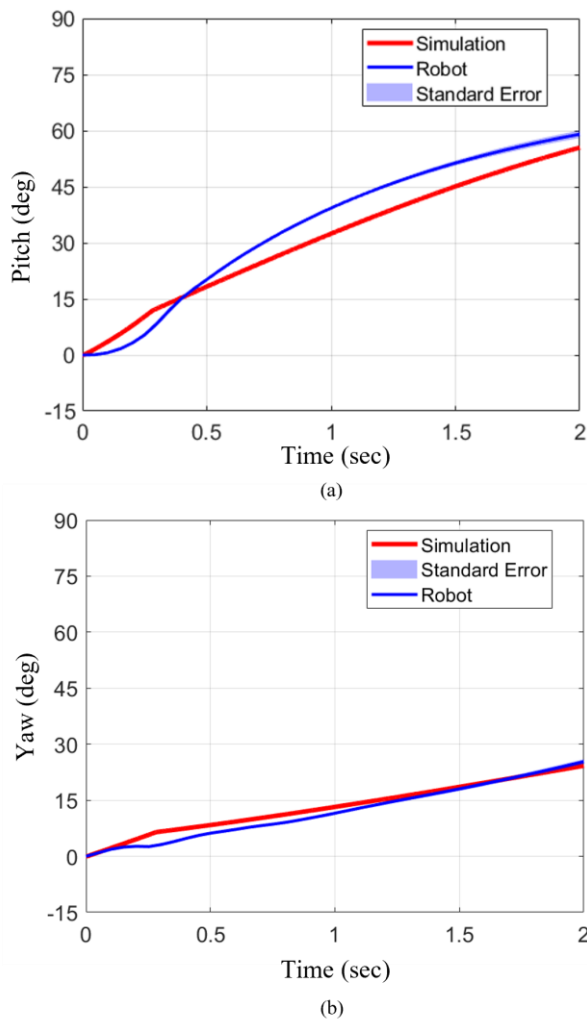 90
75
60
45
30
15
0
-15
Pitch (deg)
Simulation
Robot
Standard Error
0
0.5
1
1.5
2
Time (sec)
(a)
90
75
60
45
30
15
0
-15
Yaw (deg)
Simulation
Standard Error
Robot
0
0.5
1
1.5
2
Time (sec)
(b)